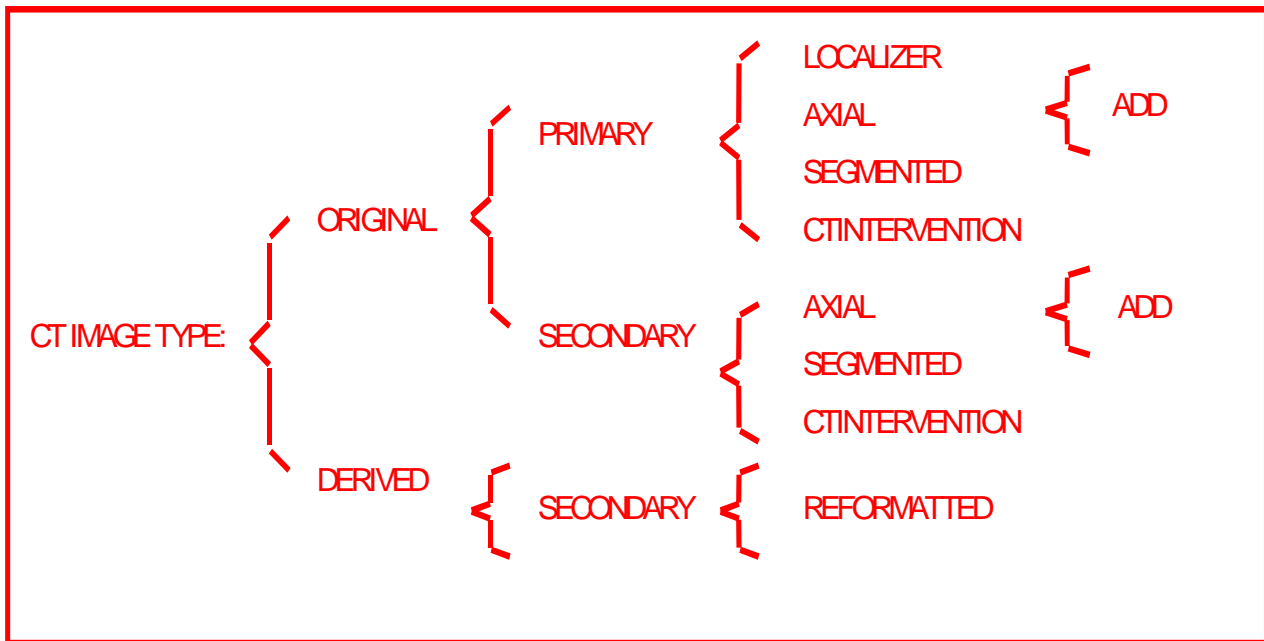 LOCALIZER
AXIAL
ADD
PRIMARY
SEGMENTED
ORIGINAL
CTINTERVENTION
AXIAL
ADD
CT IMAGE TYPE:
SECONDARY
SEGMENTED
CTINTERVENTION
DERIVED
SECONDARY
REFORMATTED